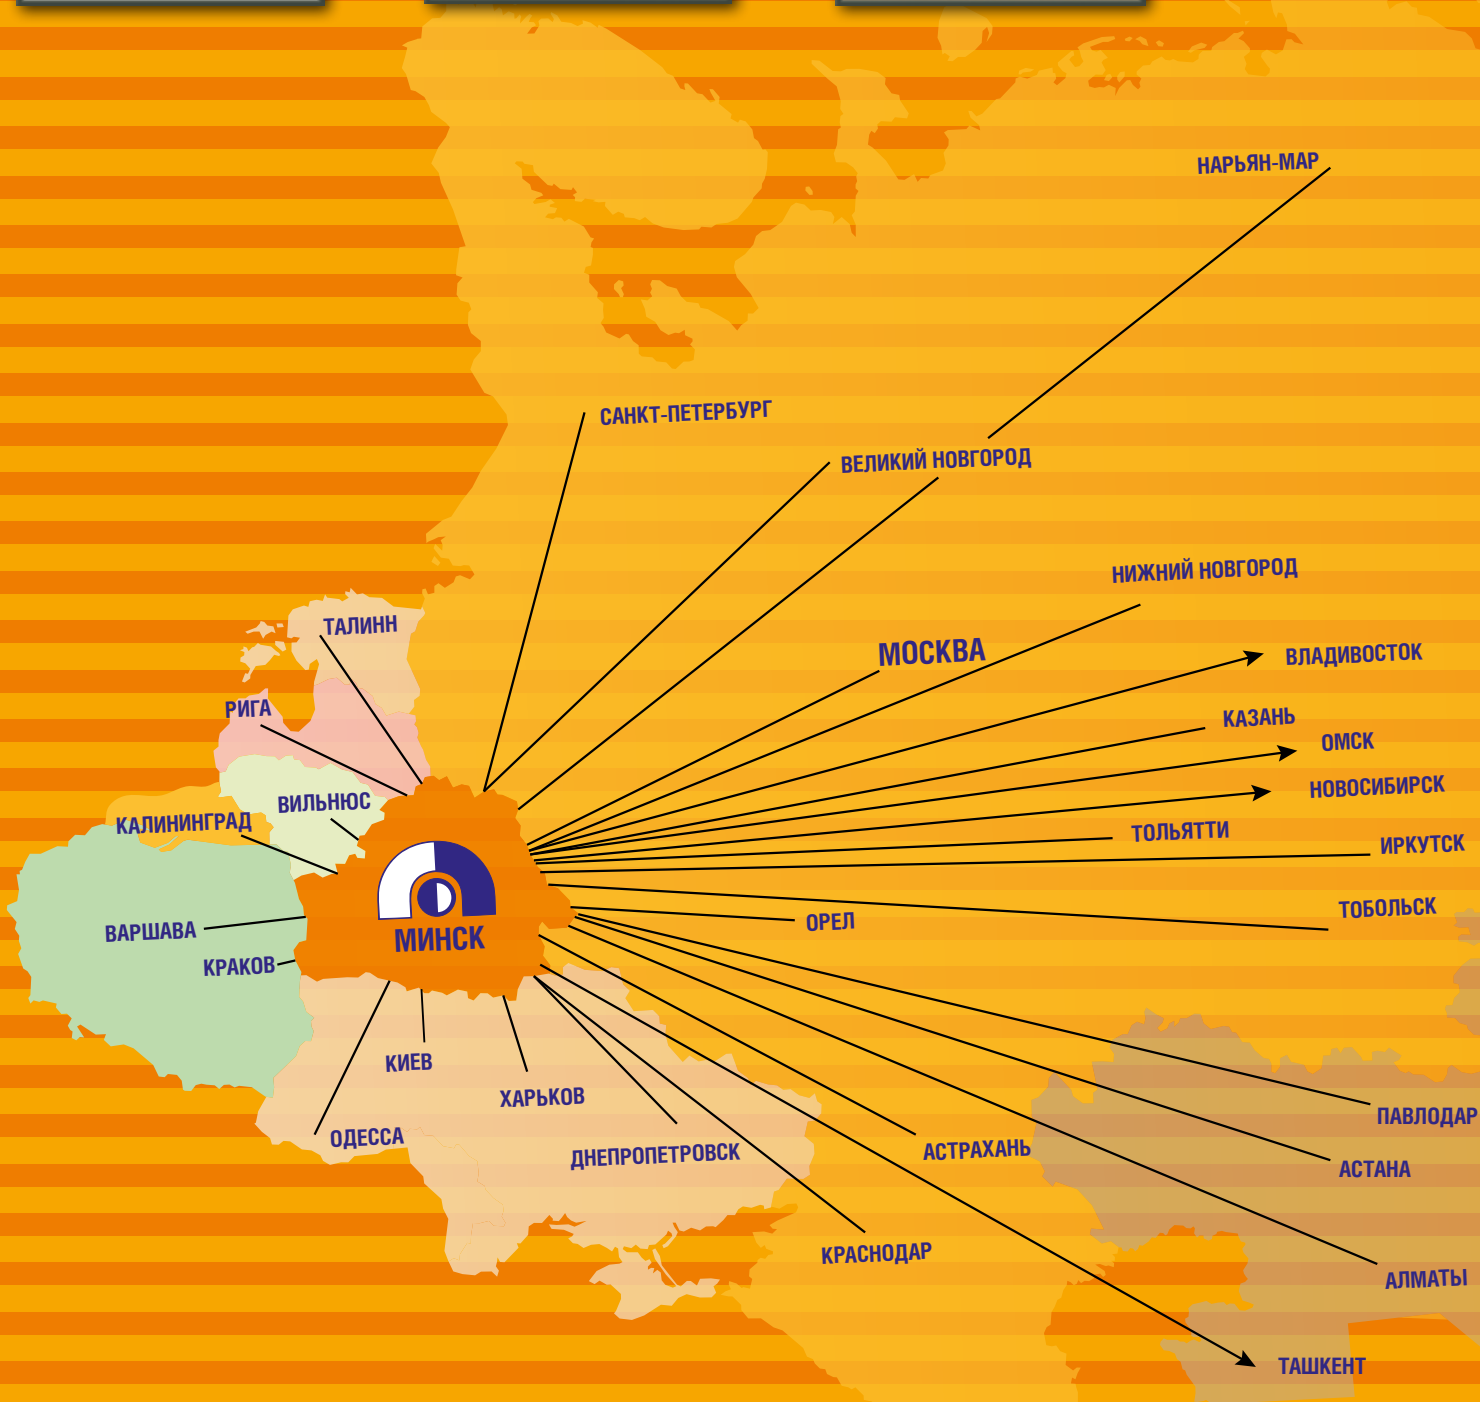 НАРЬЯН-МАР
САНКТ-ПЕТЕРБУРГ
ВЕЛИКИЙ НОВГОРОД
НИЖНИЙ НОВГОРОД
ТАЛИНН
МОСКВА
ВЛАДИВОСТОК
РИГА
КАЗАНЬ
ОМСК
НОВОСИБИРСК
ВИЛЬНЮС
КАЛИНИНГРАД
ТОЛЬЯТТИ
ИРКУТСК
ТОБОЛЬСК
ОРЕЛ
ВАРШАВА
МИНСК
КРАКОВ
КИЕВ
ХАРЬКОВ
ПАВЛОДАР
ОДЕССА
ДНЕПРОПЕТРОВСК
АСТРАХАНЬ
АСТАНА
КРАСНОДАР
АЛМАТЫ
ТАШКЕНТ